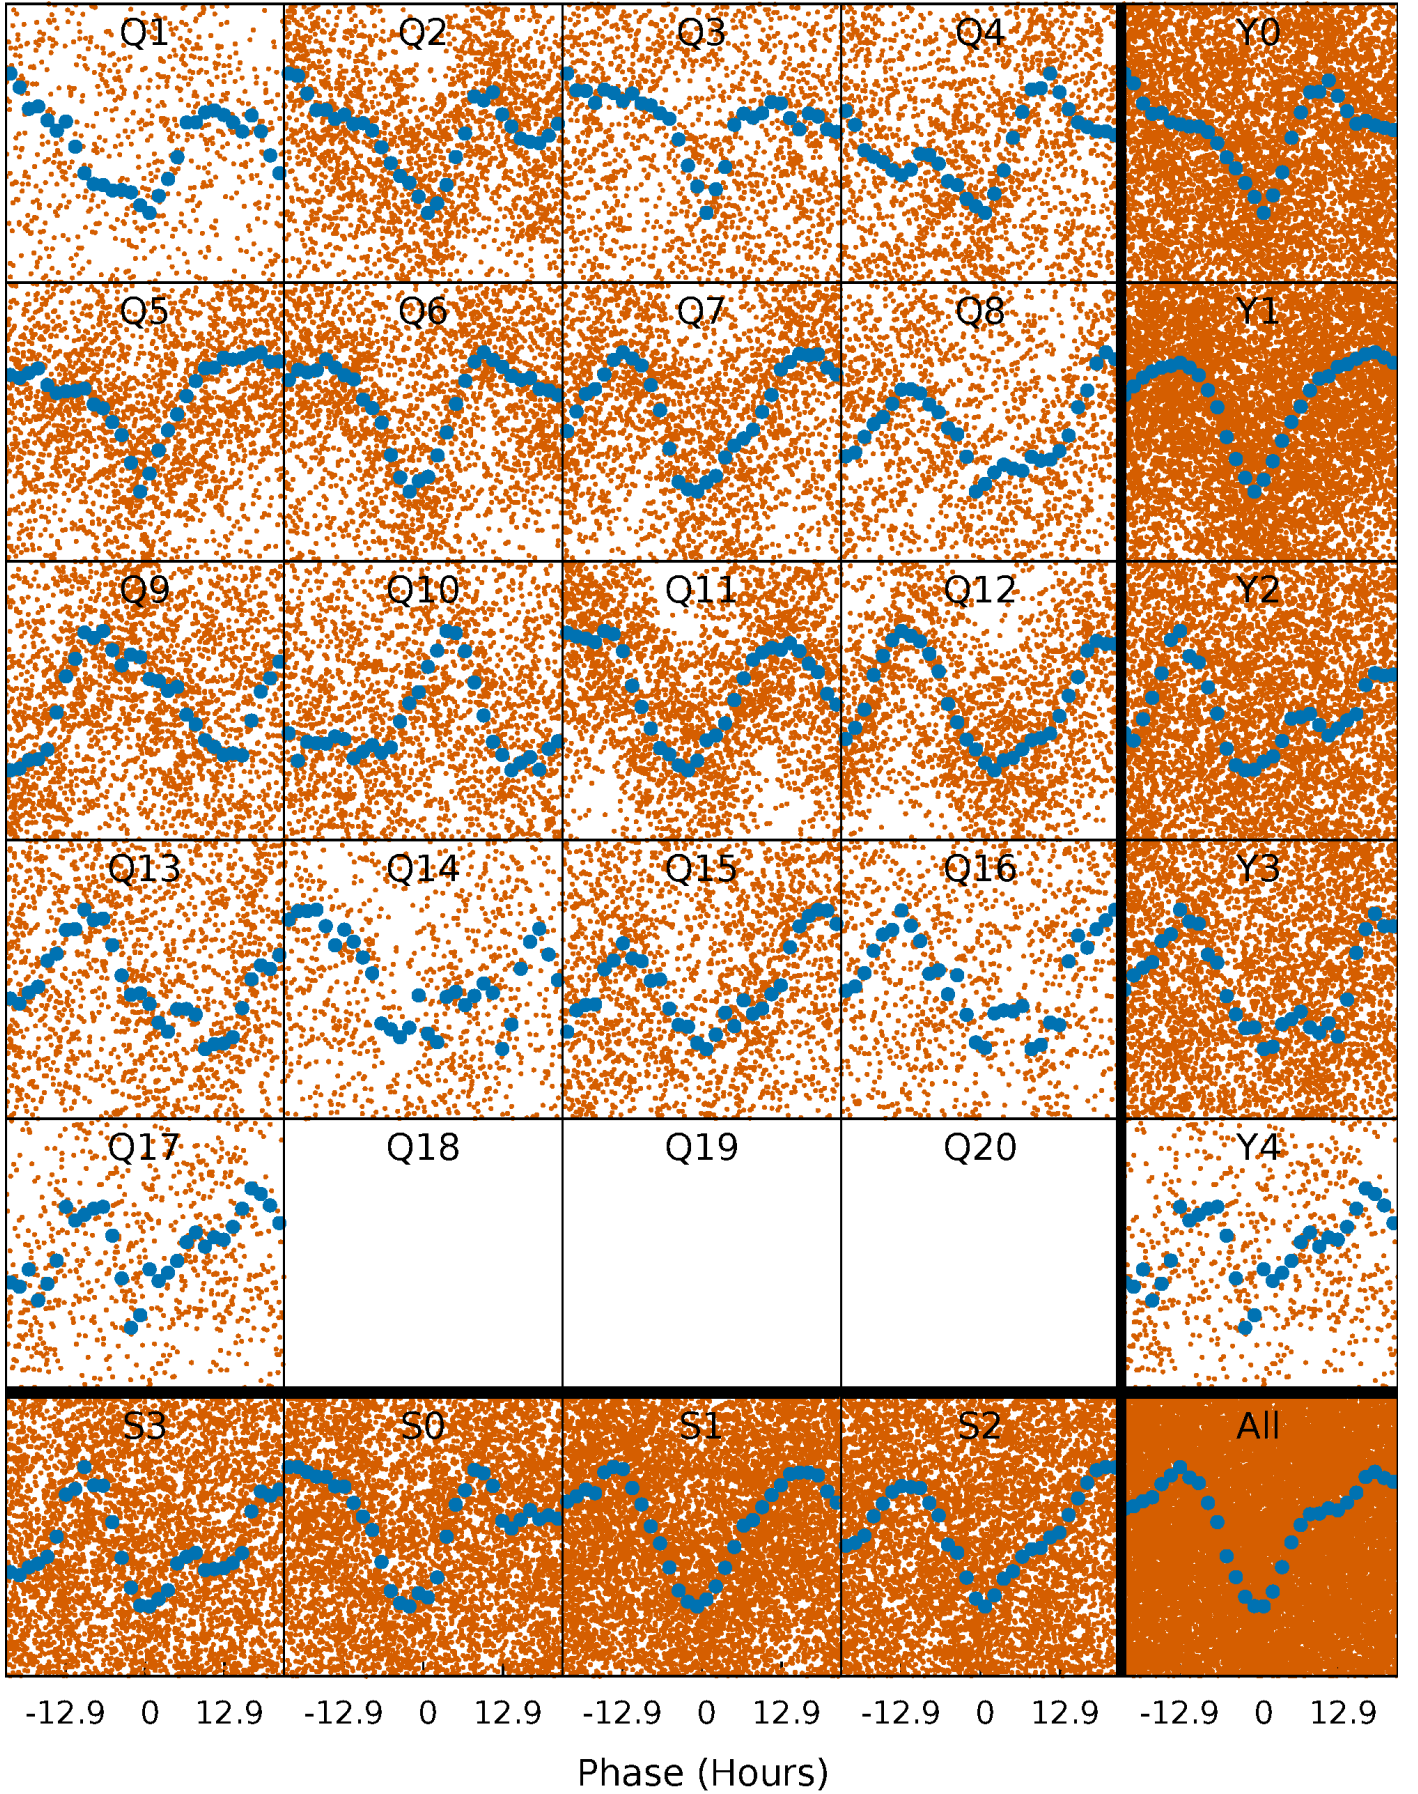 Q1 Q2 Q3 Q4 Y0
Q5 Q6 Q7 Q8 Y1
Q9 Q10 Q11 Q12 Y2
Q13 Q14 Q15 Q16 Y3
Q17 Q18 Q19 Q20 Y4
S3 S0 S1 S2 All
-12.9 0 12.9 -12.9 0 12.9 -12.9 0 12.9 -12.9 0 12.9 -12.9 0 12.9
Phase (Hours)